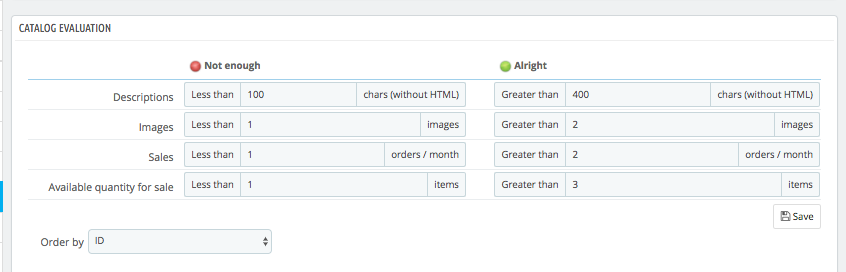 CATALOG EVALUATION
Not enough Alright
Descriptions Less than 100 chars (without HTML) Greater than 400 chars (without HTML)
Images Less than 1 images Greater than 2 images
Sales Less than 1 orders / month Greater than 2 orders / month
Available quantity for sale Less than 1 items Greater than 3 items
Save
Order by ID